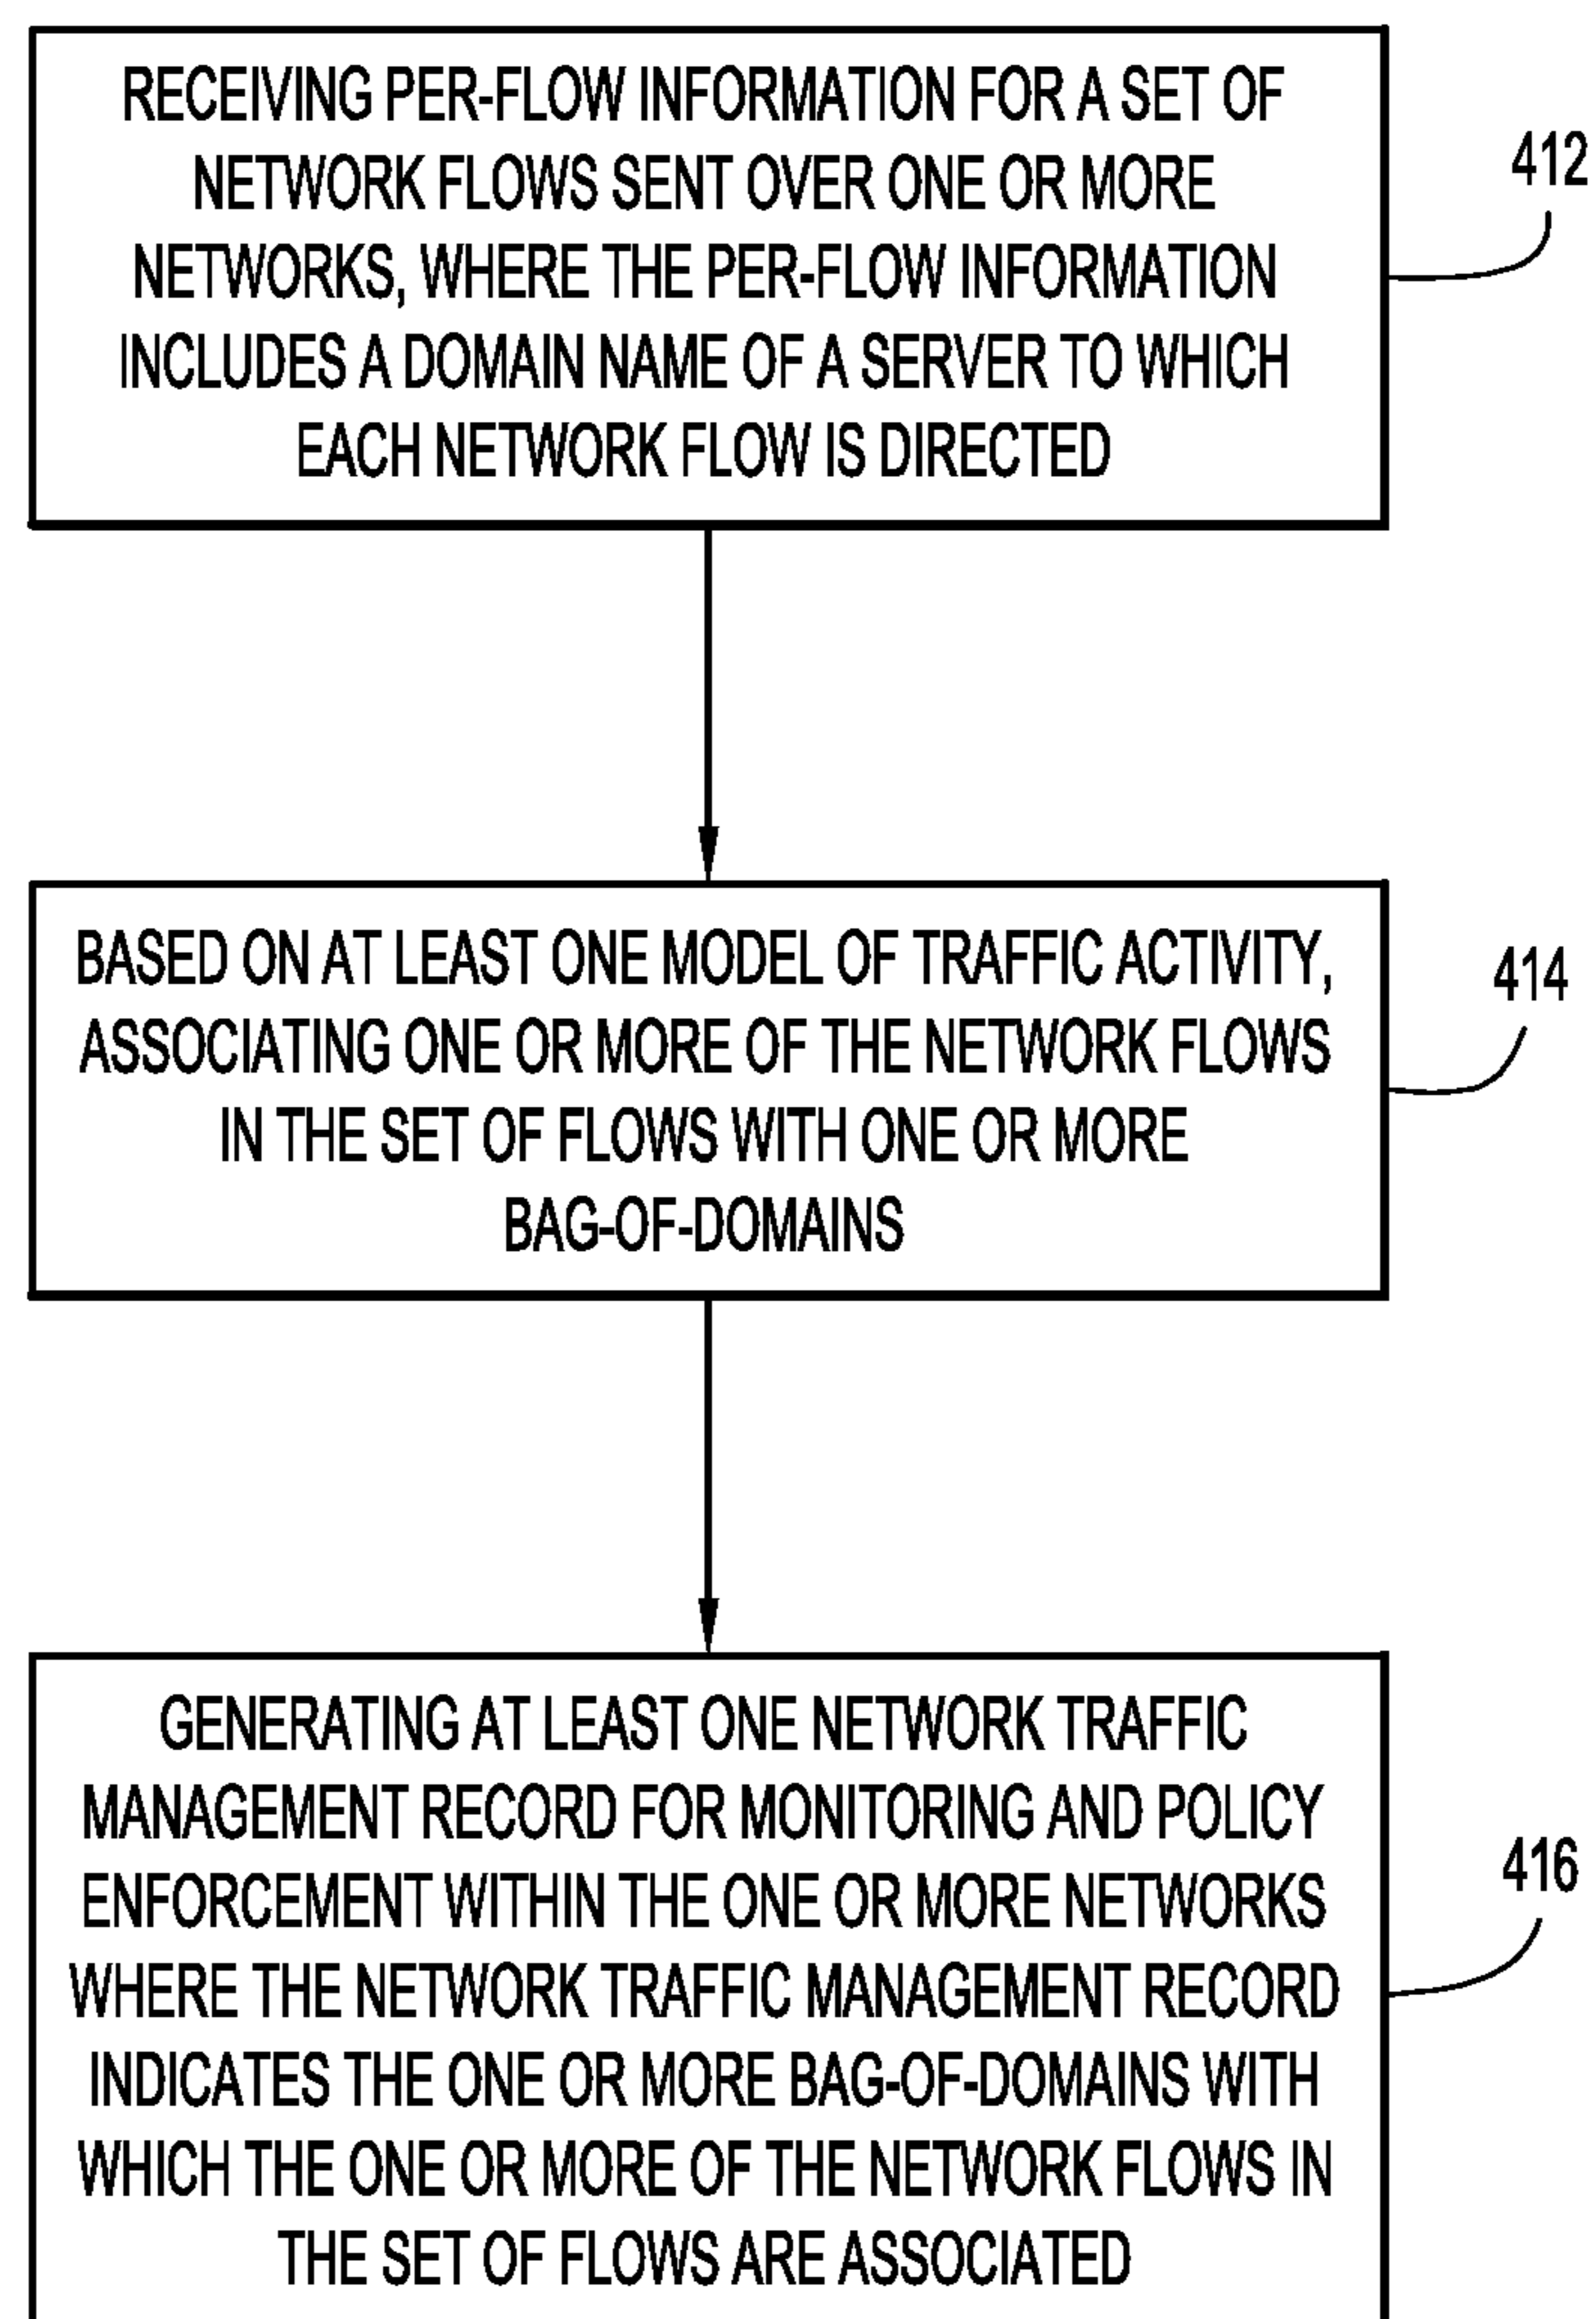 RECEIVING PER-FLOW INFORMATION FOR A SET OF
NETWORK FLOWS SENT OVER ONE OR MORE
NETWORKS, WHERE THE PER-FLOW INFORMATION
INCLUDES A DOMAIN NAME OF A SERVER TO WHICH
EACH NETWORK FLOW IS DIRECTED
412
BASED ON AT LEAST ONE MODEL OF TRAFFIC ACTIVITY,
ASSOCIATING ONE OR MORE OF THE NETWORK FLOWS
IN THE SET OF FLOWS WITH ONE OR MORE
BAG-OF-DOMAINS
414
GENERATING AT LEAST ONE NETWORK TRAFFIC
MANAGEMENT RECORD FOR MONITORING AND POLICY
ENFORCEMENT WITHIN THE ONE OR MORE NETWORKS
WHERE THE NETWORK TRAFFIC MANAGEMENT RECORD
INDICATES THE ONE OR MORE BAG-OF-DOMAINS WITH
WHICH THE ONE OR MORE OF THE NETWORK FLOWS IN
THE SET OF FLOWS ARE ASSOCIATED
416